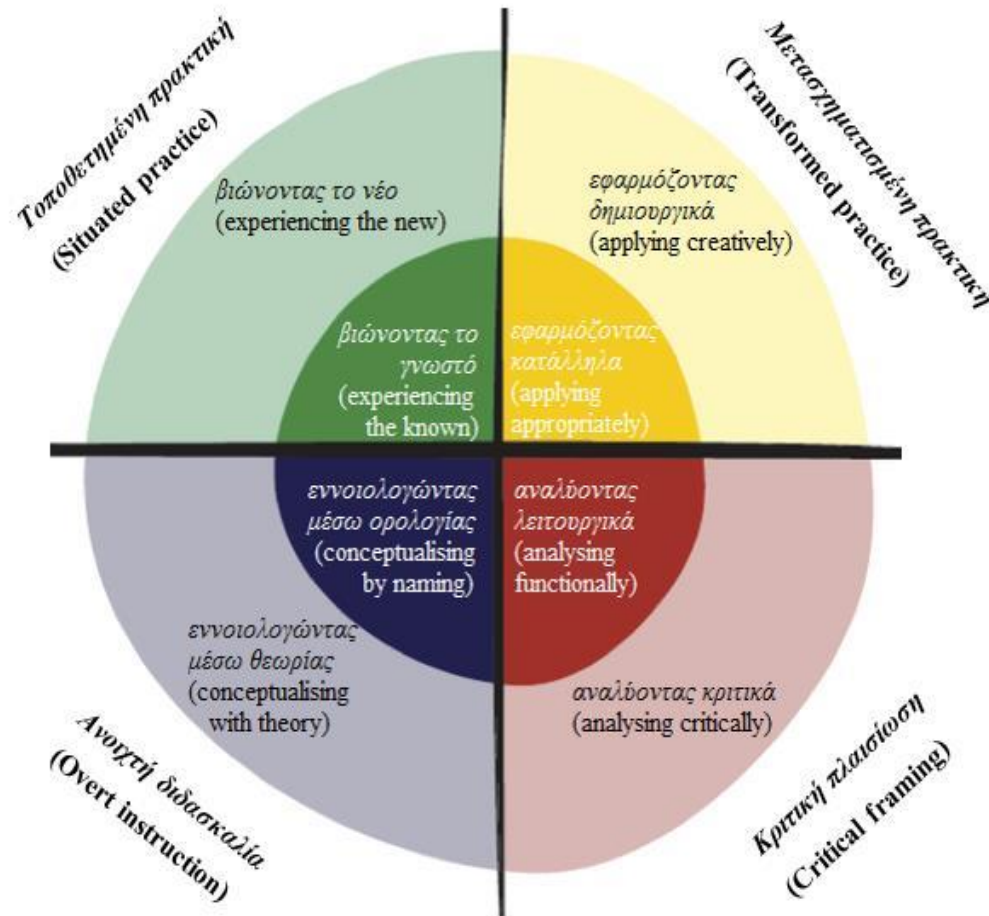 Τοποθετημένη πρακτική
(Situated practice)
Μετασχηματισμένη πρακτικη
(Transformed practice)
βιώνοντας το νέο
(experiencing the new)
εφαρμόζοντας
δημιουργικά
(applying creatively)
βιώνοντας το
γνωστό
(experiencing
the known)
εφαρμόζοντας
κατάλληλα
(applying
appropriately)
εννοιολογώντας
μέσω ορολογίας
(conceptualising
by naming)
αναλύοντας
λειτουργικά
(analysing
functionally)
εννοιολογώντας
μέσω θεωρίας
(conceptualising
with theory)
αναλύοντας κριτικά
(analysing critically)
Ανοιχτή διδασκαλία
(Overt instruction)
Κριτική πλαισίωση
(Critical framing)